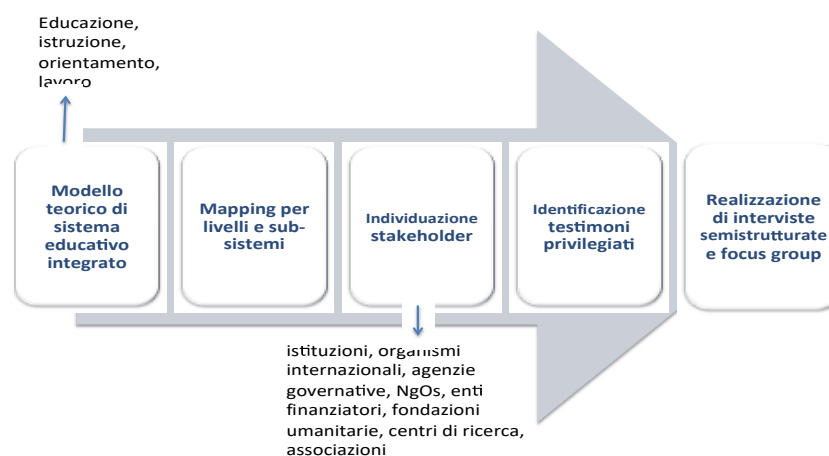 Educazione,
istruzione,
orientamento,
lavoro
Modello
teorico di
sistema
educativo
integrato
Mapping per
livelli e sub-
sistemi
Individuazione
stakeholder
Identificazione
testimoni
privilegiati
Realizzazione
di interviste
semistrutturate
e focus group
istituzioni, organismi
internazionali, agenzie
governative, NgOs, enti
finanziatori, fondazioni
umanitarie, centri di ricerca,
associazioni